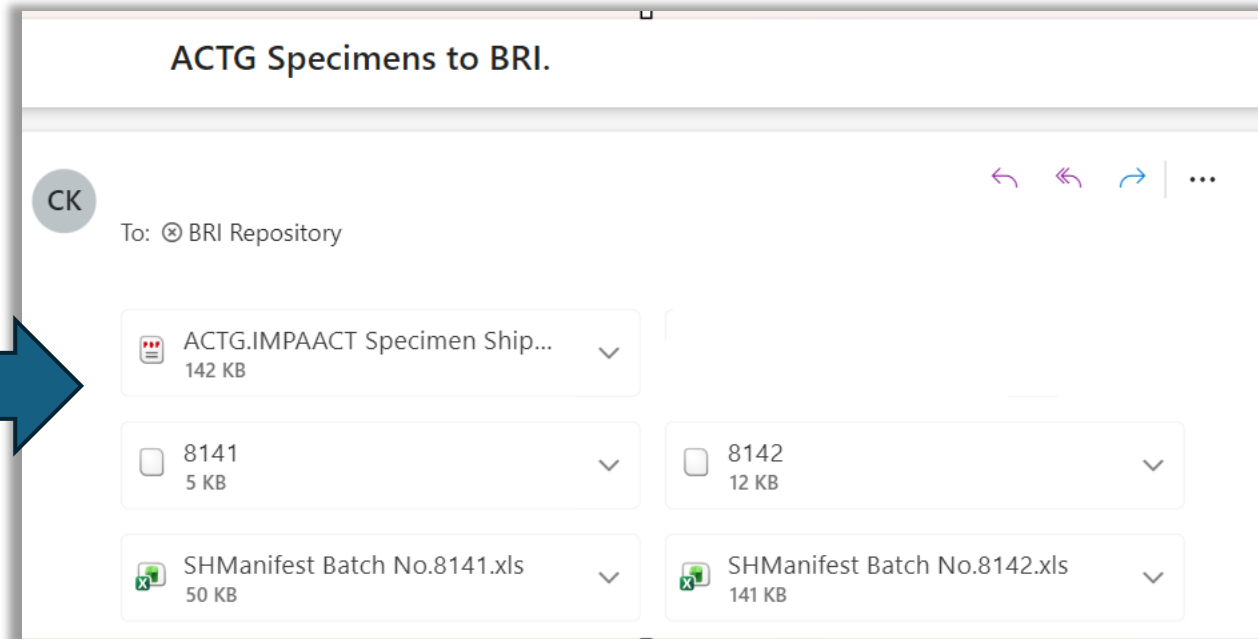 ACTG Specimens to BRI.
CK
To: BRI Repository
ACTG.IMPAACT Specimen Ship...
142 KB
8141
5 KB
8142
12 KB
SHManifest Batch No.8141.xls
50 KB
SHManifest Batch No.8142.xls
141 KB